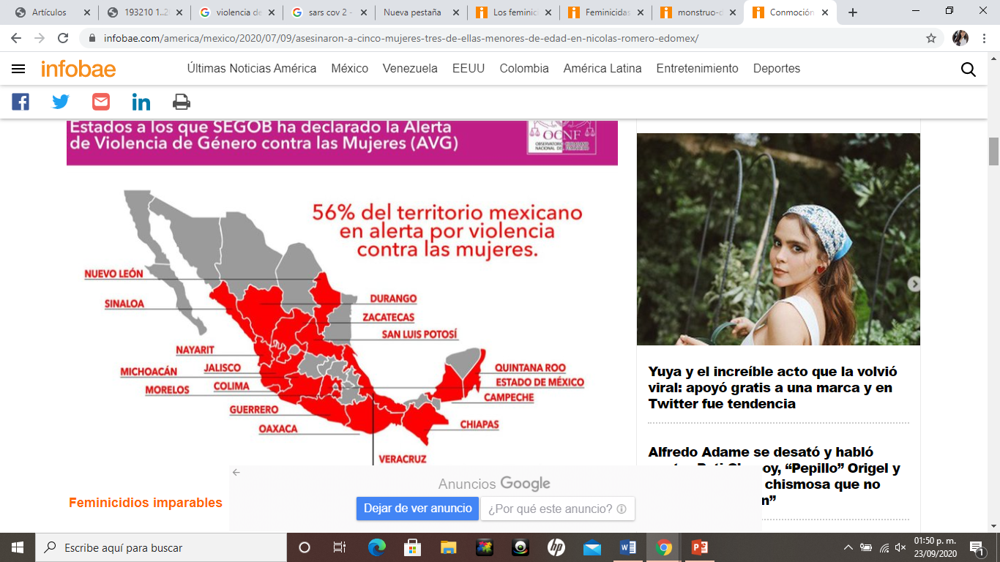 Artículos
193210 1..2
violencia de
sars cov 2 -
Nueva pestaña
Los feminic
Feminicidas
monstruo-d
Conmoción
infobae.com/america/mexico/2020/07/09/asesinaron-a-cinco-mujeres-tres-de-ellas-menores-de-edad-en-nicolas-romero-edomex/
infobae
Últimas Noticias América México Venezuela EEUU Colombia América Latina Entretenimiento Deportes
Estados a los que SEGOB ha declarado la Alerta
de Violencia de Género contra las Mujeres (AVG)
OCNF
OBSERVATORIO CIUDADANO
NACIONAL DEL FEMINICIDIO
56% del territorio mexicano
en alerta por violencia
contra las mujeres.
NUEVO LEÓN
SINALOA
DURANGO
ZACATECAS
SAN LUIS POTOSÍ
NAYARIT
MICHOACÁN
JALISCO
MORELOS
COLIMA
GUERRERO
OAXACA
QUINTANA ROO
ESTADO DE MÉXICO
CAMPECHE
CHIAPAS
VERACRUZ
Feminicidios imparables
Yuya y el increíble acto que la volvió
viral: apoyó gratis a una marca y en
Twitter fue tendencia
Alfredo Adame se desató y habló
oy, “Pepillo” Origel y
chismosa que no
n”
Anuncios Google
Dejar de ver anuncio
¿Por qué este anuncio?
Escribe aquí para buscar
01:50 p. m.
23/09/2020
1